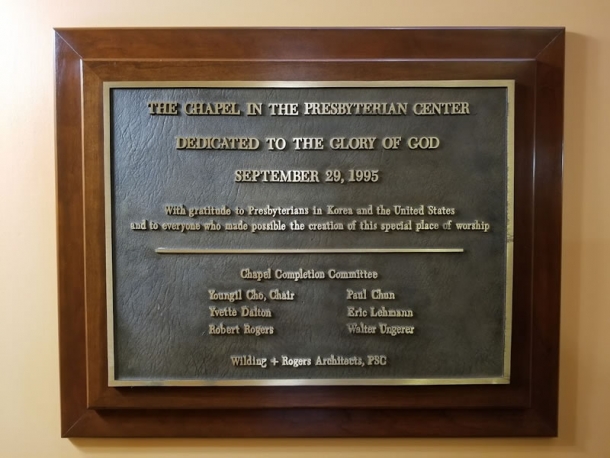 THE CHAPEL IN THE PRESBYTERIAN CENTER
DEDICATED TO THE GLORY OF GOD
SEPTEMBER 29, 1995
With gratitude to Presbyterians in Korea and the United States
and to everyone who made possible the creation of this special place of worship
Chapel Completion Committee
Youngil Cho, Chair
Yvette Dalton
Robert Rogers
Paul Chun
Eric Lehmann
Walter Ungerer
Wilding + Rogers Architects, PSC